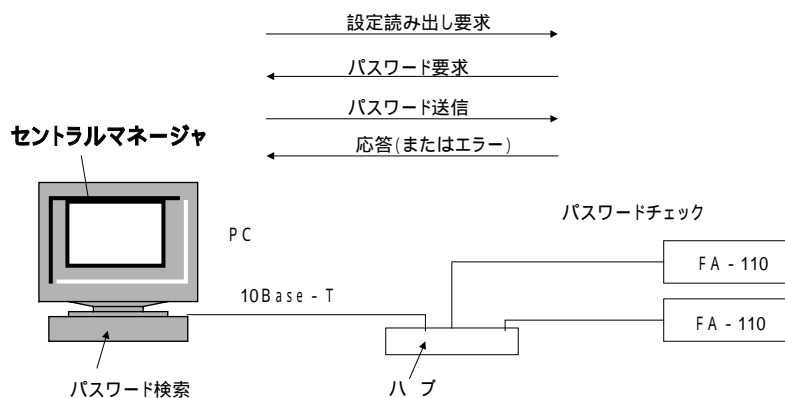 設定読み出し要求
パスワード要求
パスワード送信
応答(またはエラー)
セントラルマネージャ
パスワードチェック
PC
FA-110
10Base-T
FA-110
パスワード検索
ハブ